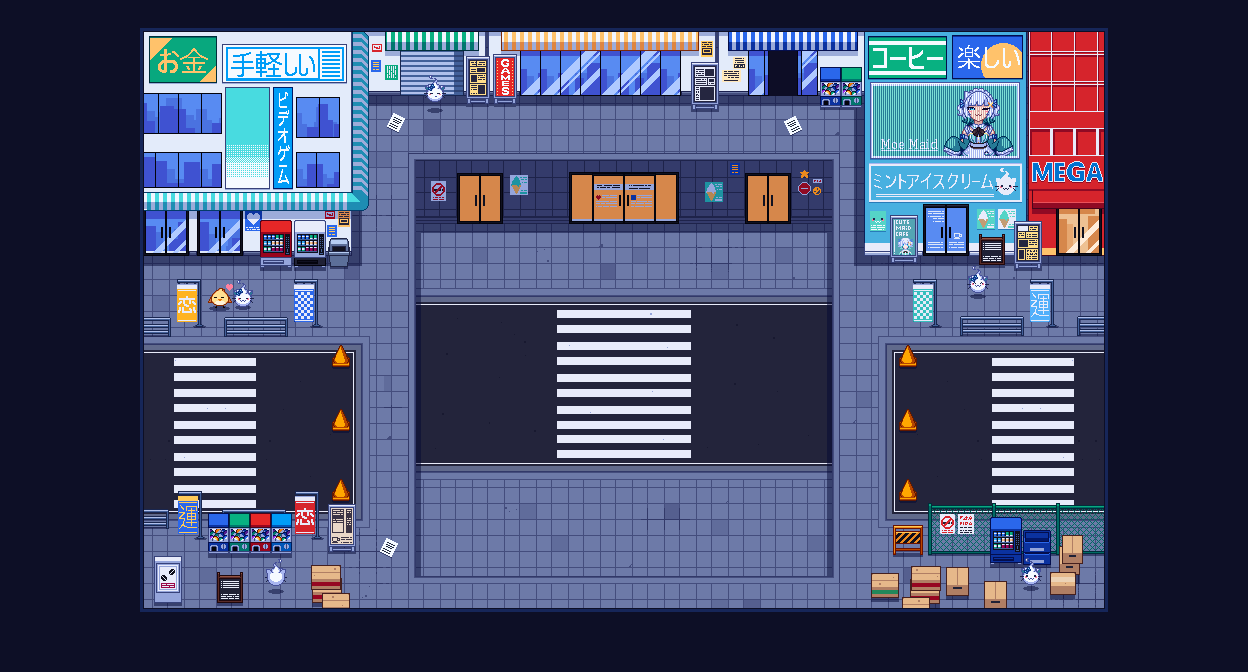 お金
手軽しい
ビデオゲーム
GAMES
コーヒー
楽しい
Moe Maid
ミントアイスクリーム
MEGA
CUTE
MAID
CAFE
恋
運
運
恋